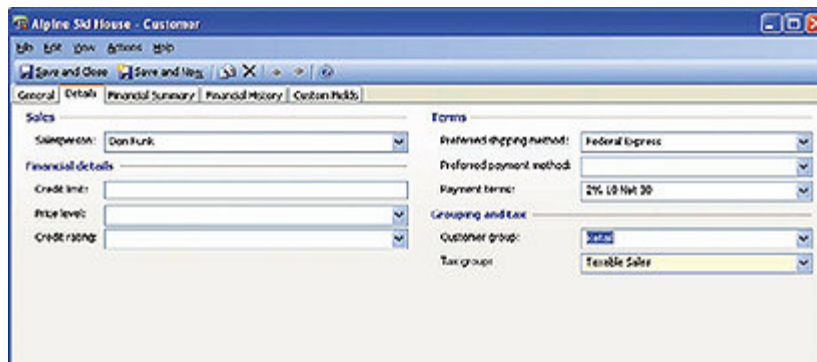 Alpine Ski House - Customer
File Edit View Actions Help
Save and Close Save and New
General Details Financial Summary Financial History Custom Fields
Sales
Salesperson: Don Funk
Financial details
Credit limit:
Price level:
Credit rating:
Terms
Preferred shipping method: Federal Express
Preferred payment method:
Payment terms: 2% 10 Net 30
Grouping and tax
Customer group: Retail
Tax group: Taxable Sales